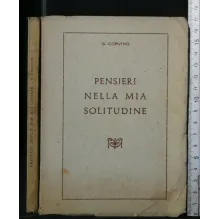 G. CORVINO
PENSIERI
NELLA MIA
SOLITUDINE